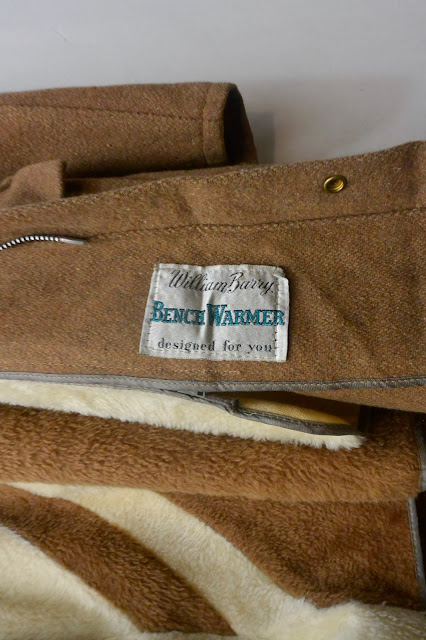 William Barry
BENCH WARMER
designed for you